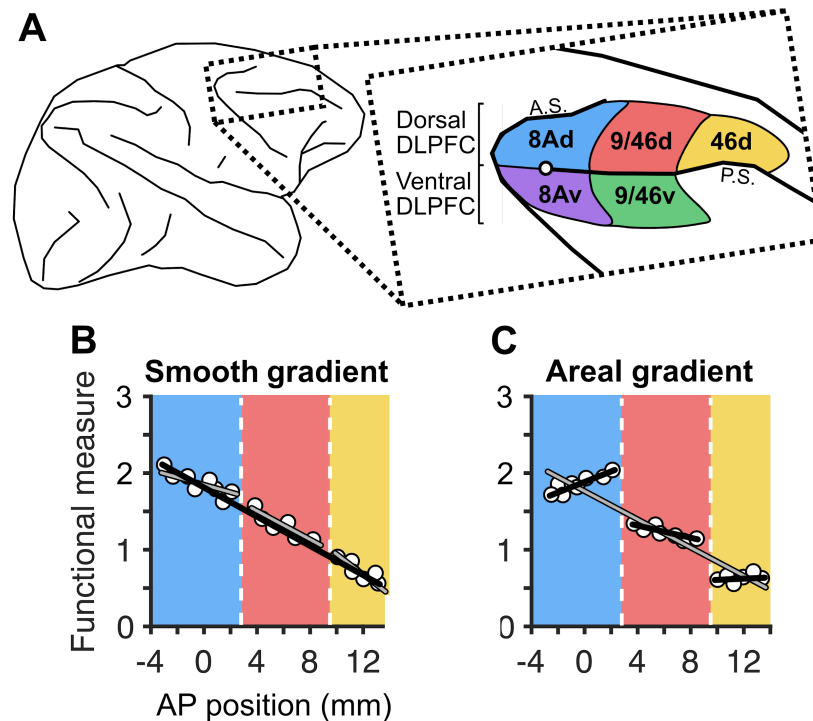 A
A.S.
Dorsal
DLPFC
8Ad
9/46d
46d
P.S.
Ventral
DLPFC
8Av
9/46v
B
Smooth gradient
Functional measure
3
2
1
0
-4 0 4 8 12
AP position (mm)
C
Areal gradient
3
2
1
0
-4 0 4 8 12